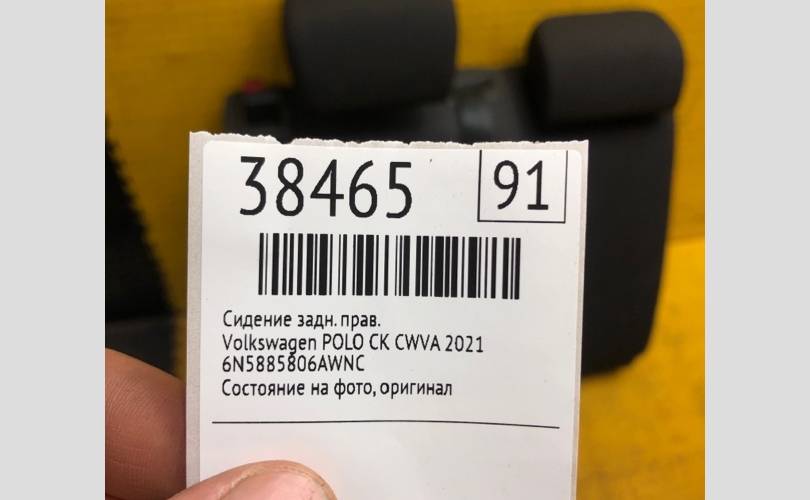 38465 91
Сидение задн. прав.
Volkswagen POLO CK CWVA 2021
6N5885806AWNC
Состояние на фото, оригинал